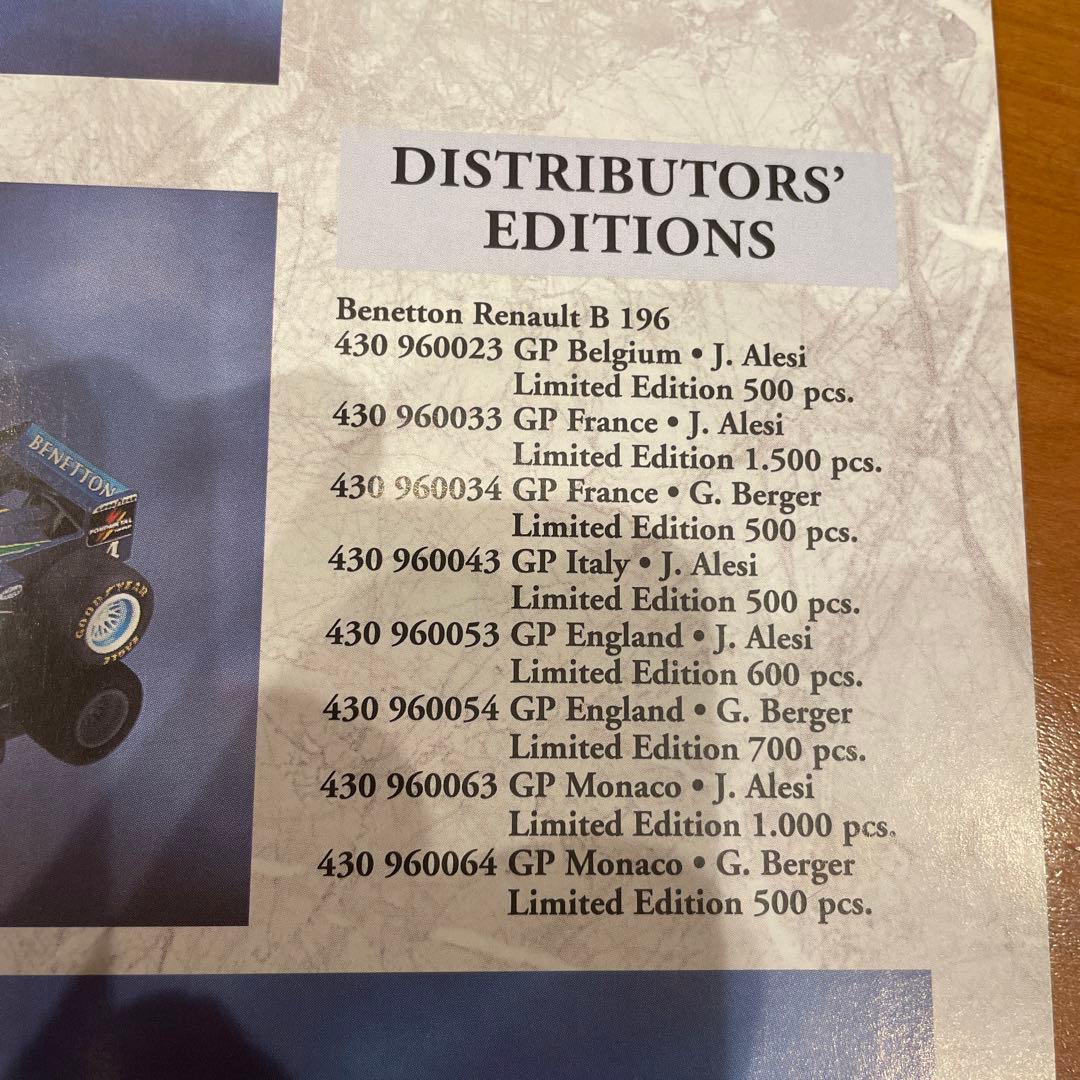 DISTRIBUTORS'
EDITIONS
Benetton Renault B 196
430 960023 GP Belgium • J. Alesi
Limited Edition 500 pcs.
430 960033 GP France • J. Alesi
Limited Edition 1.500 pcs.
430 960034 GP France • G. Berger
Limited Edition 500 pcs.
430 960043 GP Italy • J. Alesi
Limited Edition 500 pcs.
430 960053 GP England • J. Alesi
Limited Edition 600 pcs.
430 960054 GP England • G. Berger
Limited Edition 700 pcs.
430 960063 GP Monaco • J. Alesi
Limited Edition 1.000 pcs.
430 960064 GP Monaco • G. Berger
Limited Edition 500 pcs.
BENETTON
4
GOODYEAR
EAGLE